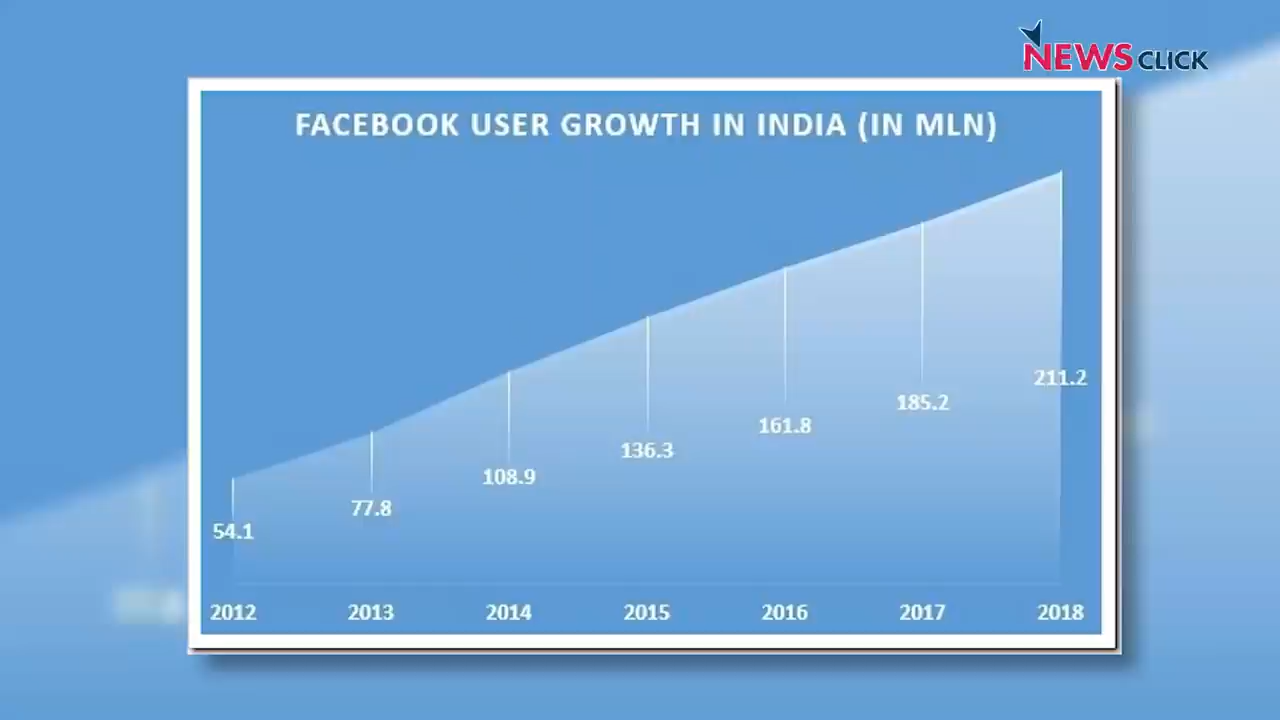 NEWS CLICK
FACEBOOK USER GROWTH IN INDIA (IN MLN)
54.1
77.8
108.9
136.3
161.8
185.2
211.2
2012 2013 2014 2015 2016 2017 2018